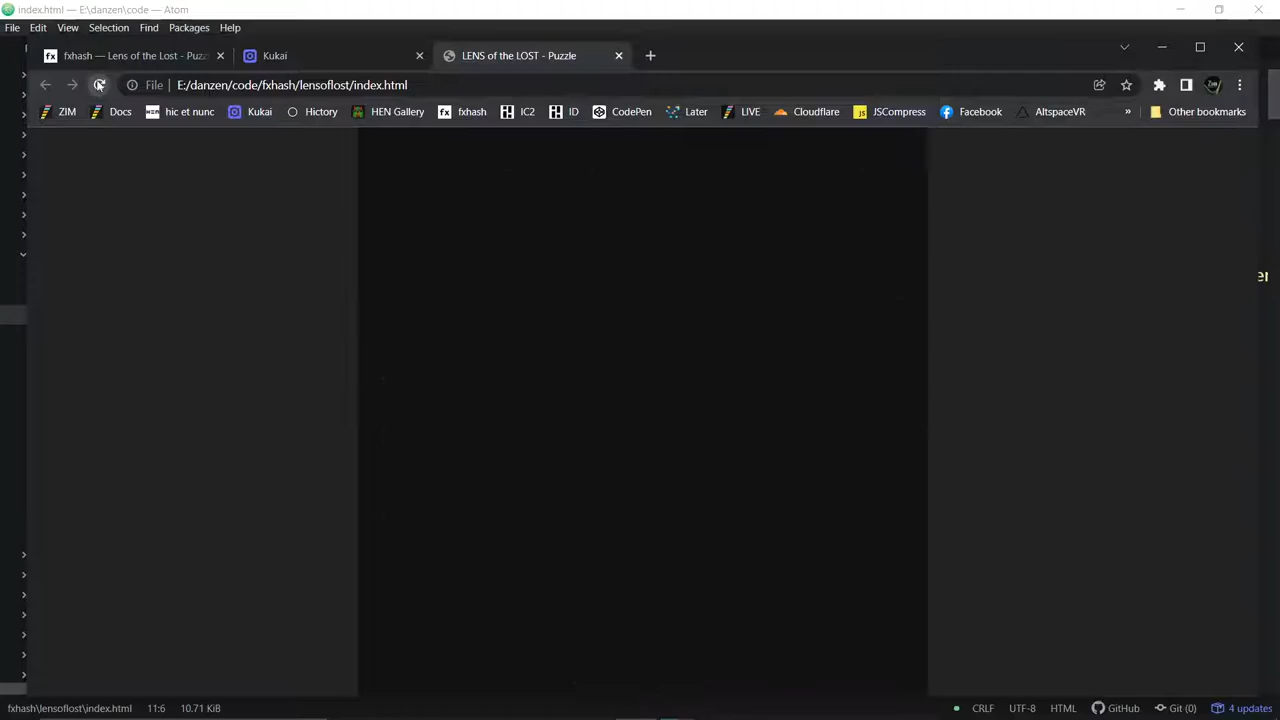 index.html — E:\danzen\code — Atom
File Edit View Selection Find Packages Help
fxhash — Lens of the Lost - Puzz
Kukai
LENS of the LOST - Puzzle
File E:/danzen/code/fxhash/lensoflost/index.html
ZIM Docs hic et nunc Kukai Hictory HEN Gallery fxhash IC2 ID CodePen Later LIVE Cloudflare JSCompress Facebook AltspaceVR » Other bookmarks
er
fxhash\lensoflost\index.html 11:6 10.71 KiB CRLF UTF-8 HTML GitHub Git (0) 4 updates